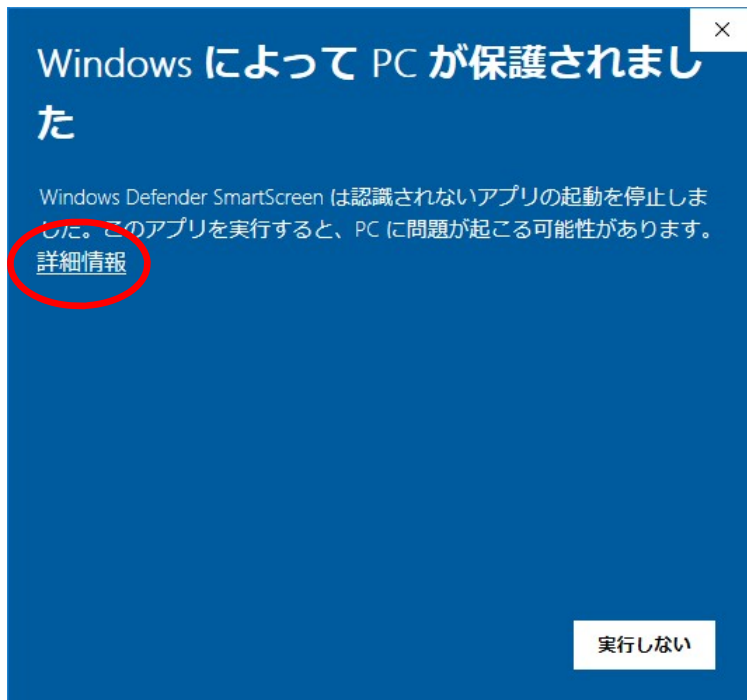 Windows によって PC が保護されまし
た
Windows Defender SmartScreen は認識されないアプリの起動を停止しま
した。このアプリを実行すると、PC に問題が起こる可能性があります。
詳細情報
実行しない